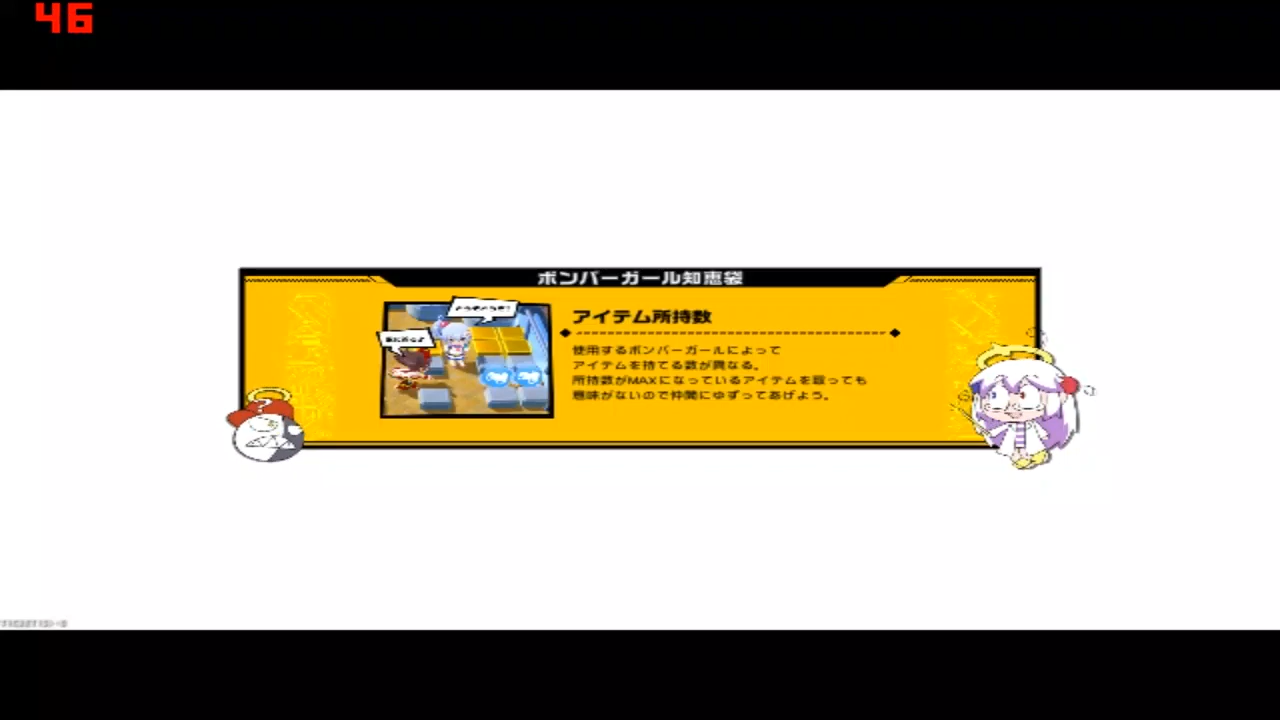 46
ボンバーガール知恵袋
アイテム所持数
使用するボンバーガールによって
アイテムを持てる数が異なる。
所持数がMAXになっているアイテムを取っても
意味がないので仲間にゆずってあげよう。